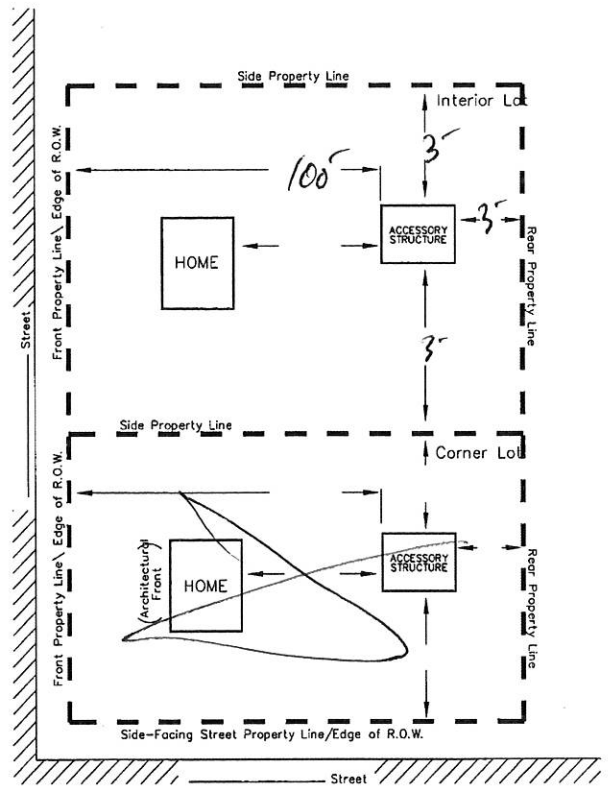 Side Property Line
Interior Lot
Front Property Line\ Edge of R.O.W.
100'
3'
ACCESSORY
STRUCTURE
3'
HOME
Rear Property Line
3'
Street
Side Property Line
Corner Lot
Front Property Line\ Edge of R.O.W.
(Architectural
Front)
HOME
ACCESSORY
STRUCTURE
Rear Property Line
Side-Facing Street Property Line/Edge of R.O.W.
Street